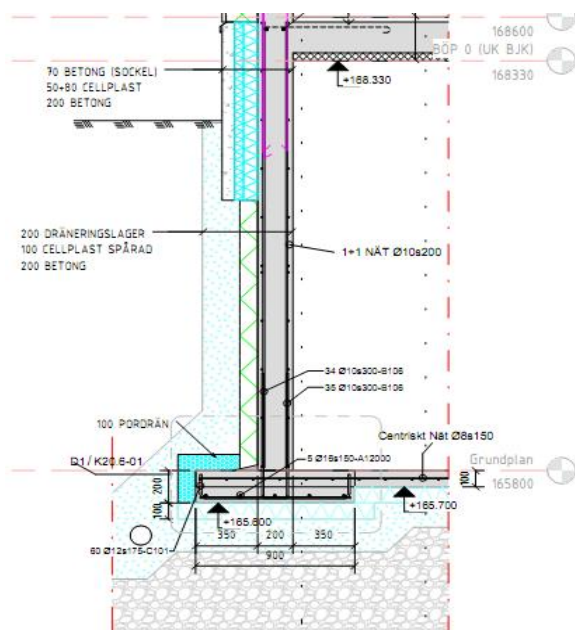 168600
BÖP 0 (UK BJK)
168330
+168.330
70 BETONG (SOCKEL)
50+80 CELLPLAST
200 BETONG
200 DRÄNERINGSLAGER
100 CELLPLAST SPÅRAD
200 BETONG
1+1 NÄT Ø10s200
34 Ø10s300-B106
35 Ø10s300-B106
100 PORDRÄN
Centriskt Nät Ø8s150
D1 / K20.6-01
5 Ø16s150-A12000
Grundplan
165800
200
100
100
+165.600
+165.700
60 Ø12s175-C101
350
200
350
900